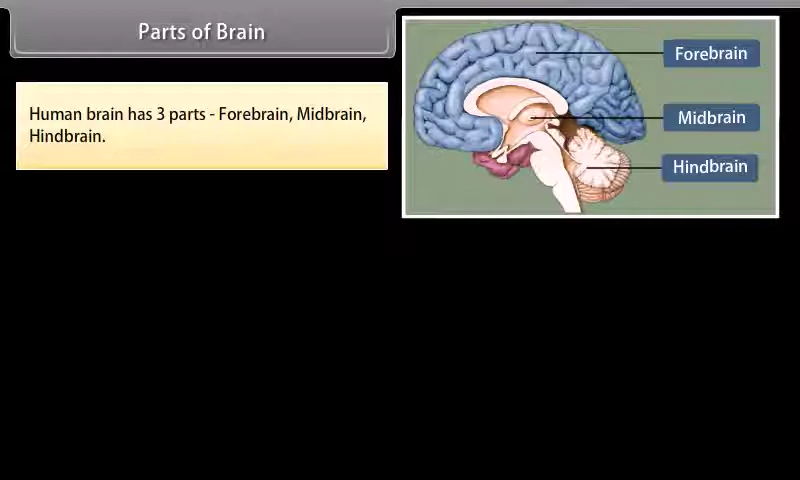 Parts of Brain
Human brain has 3 parts - Forebrain, Midbrain,
Hindbrain.
Forebrain
Midbrain
Hindbrain